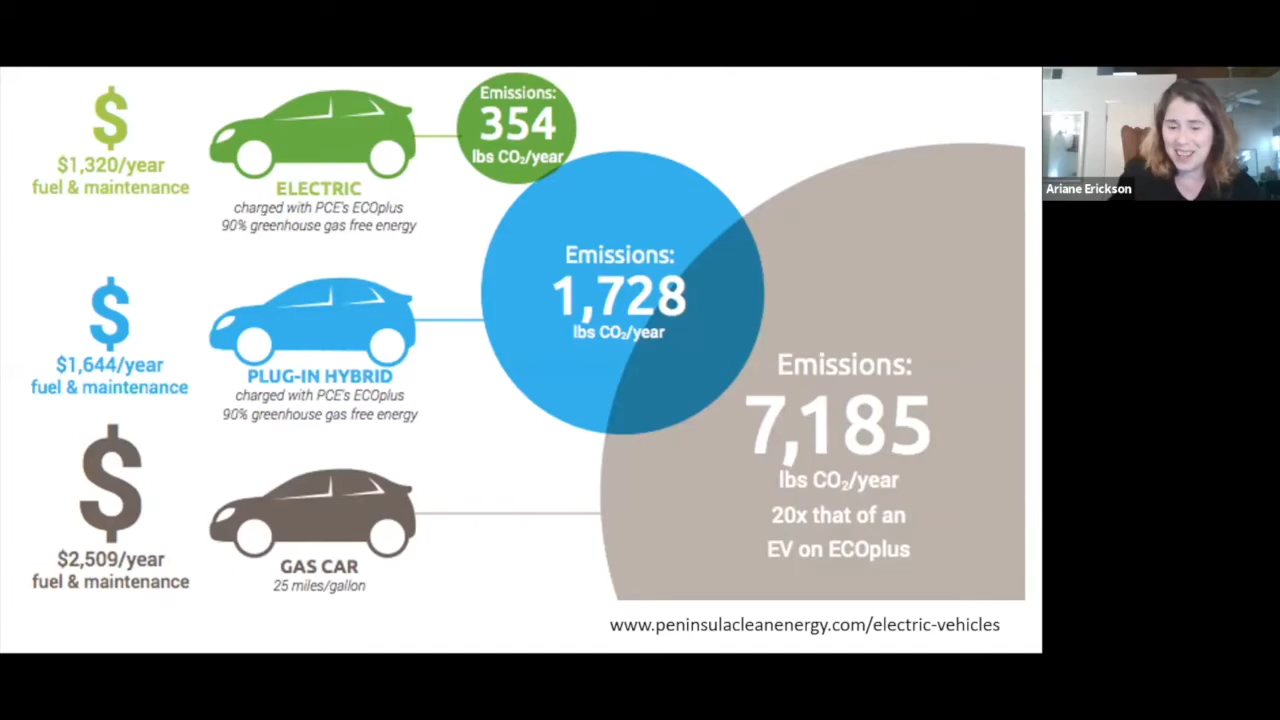 $
$1,320/year
fuel & maintenance
ELECTRIC
charged with PCE's ECOplus
90% greenhouse gas free energy
Emissions:
354
lbs CO₂/year
$
$1,644/year
fuel & maintenance
PLUG-IN HYBRID
charged with PCE's ECOplus
90% greenhouse gas free energy
Emissions:
1,728
lbs CO₂/year
$
$2,509/year
fuel & maintenance
GAS CAR
25 miles/gallon
Emissions:
7,185
lbs CO₂/year
20x that of an
EV on ECOplus
www.peninsulacleanenergy.com/electric-vehicles
Ariane Erickson